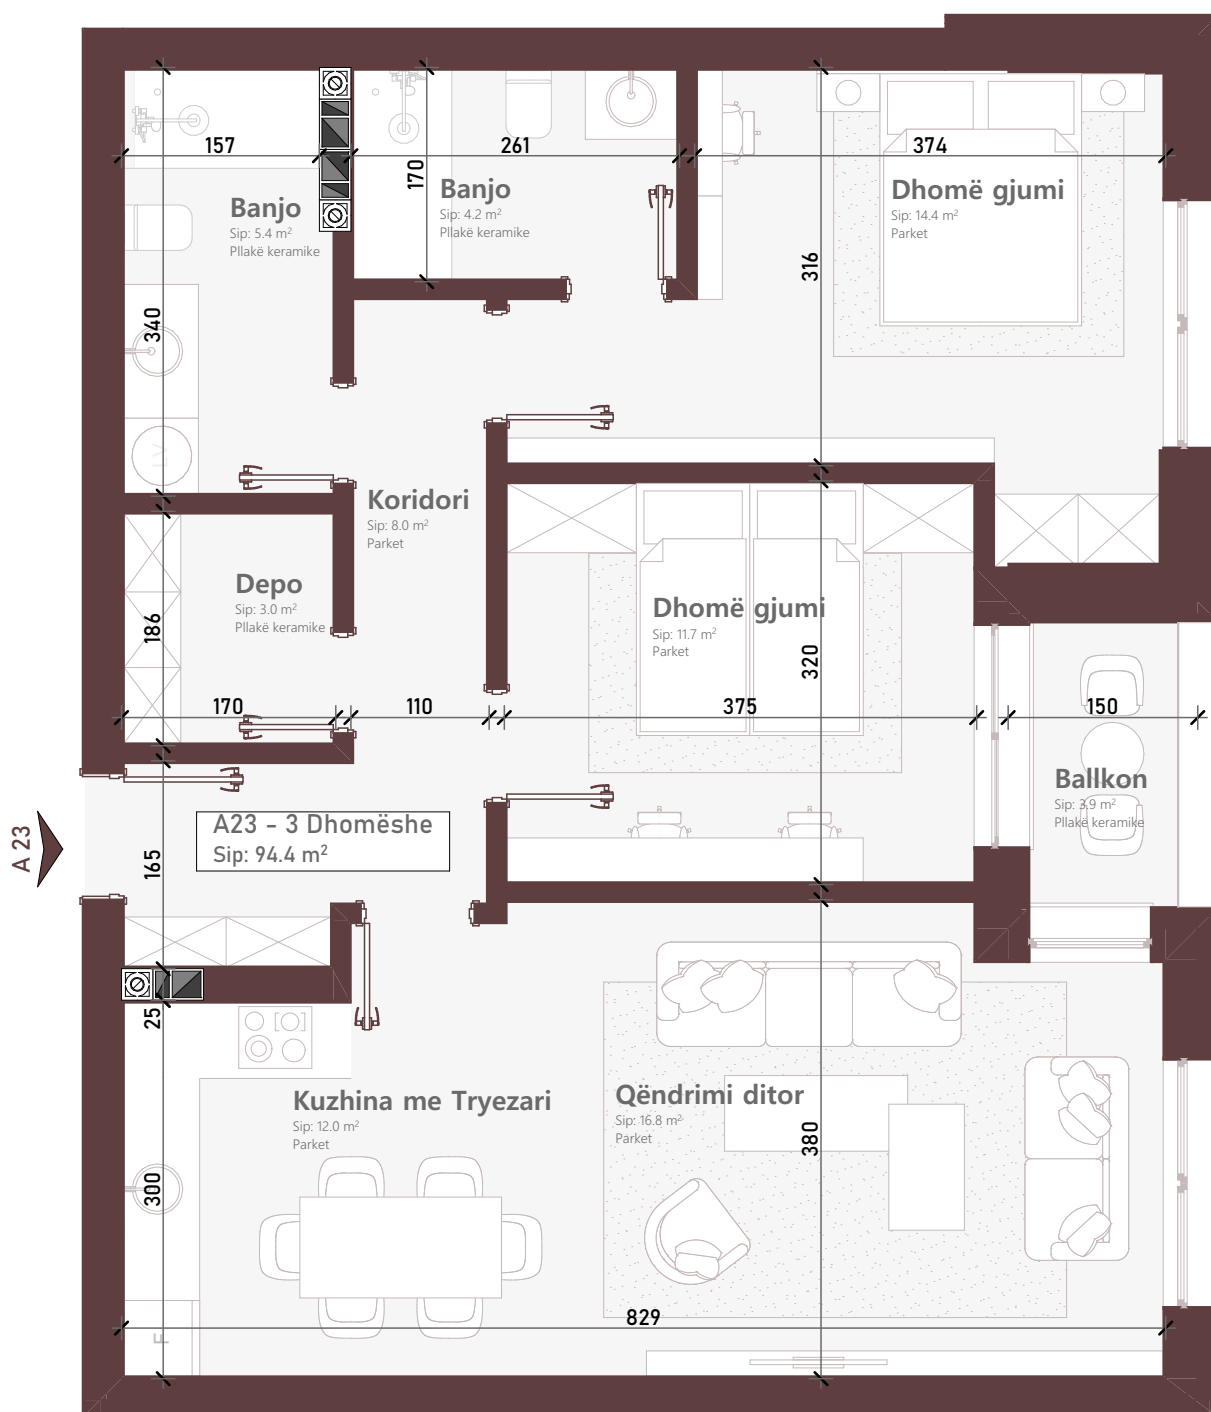 157
261
374
170
Banjo
Sip: 5.4 m²
Pllakë keramike
Banjo
Sip: 4.2 m²
Pllakë keramike
Dhomë gjumi
Sip: 14.4 m²
Parket
316
340
Koridori
Sip: 8.0 m²
Parket
Depo
Sip: 3.0 m²
Pllakë keramike
186
Dhomë gjumi
Sip: 11.7 m²
Parket
320
170
110
375
150
Ballkon
Sip: 3.9 m²
Pllakë keramike
A23 - 3 Dhomëshe
Sip: 94.4 m²
A 23
165
25
Kuzhina me Tryezari
Sip: 12.0 m²
Parket
Qëndrimi ditor
Sip: 16.8 m²
Parket
380
300
829
F